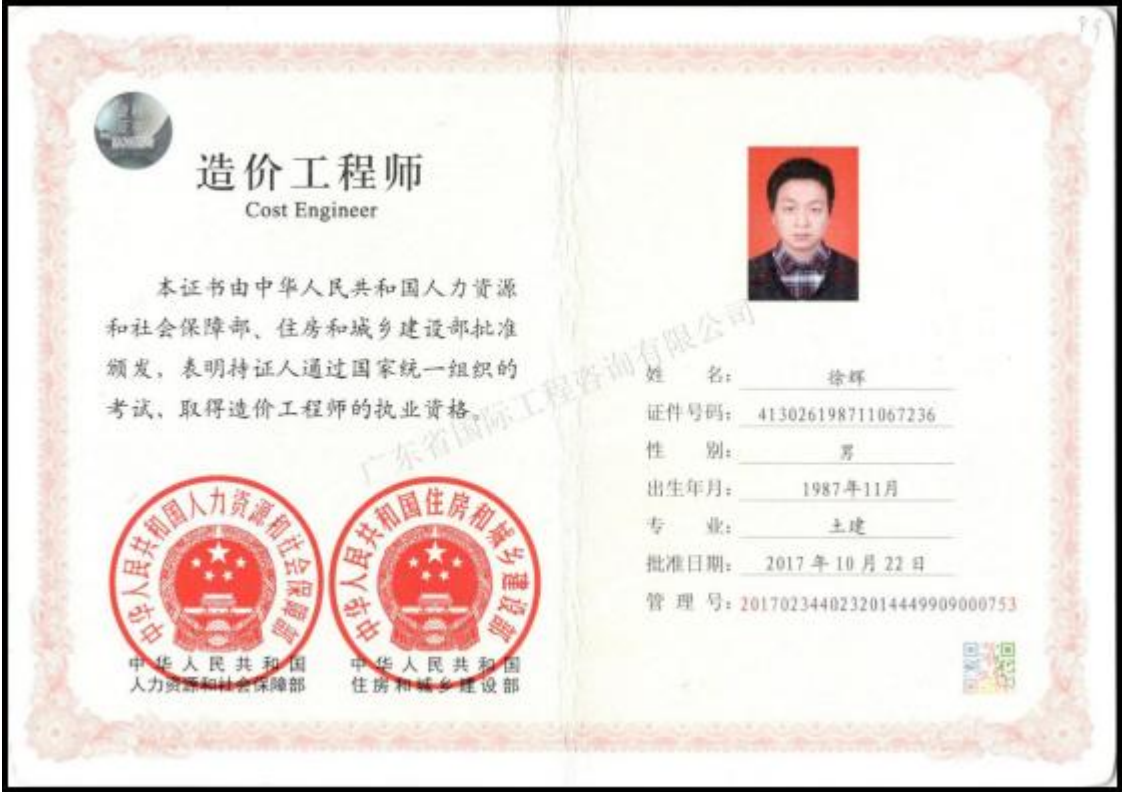 造价工程师
Cost Engineer
本证书由中华人民共和国人力资源
和社会保障部、住房和城乡建设部批准
颁发，表明持证人通过国家统一组织的
考试、取得造价工程师的执业资格。
中华人民共和国人力资源和社会保障部
中华人民共和国住房和城乡建设部
中华人民共和国
人力资源和社会保障部
中华人民共和国
住房和城乡建设部
广东省国际工程咨询有限公司
姓 名：徐辉
证件号码：413026198711067236
性 别：男
出生年月：1987年11月
专 业：土建
批准日期：2017 年 10 月 22 日
管 理 号：2017023440232014449909000753